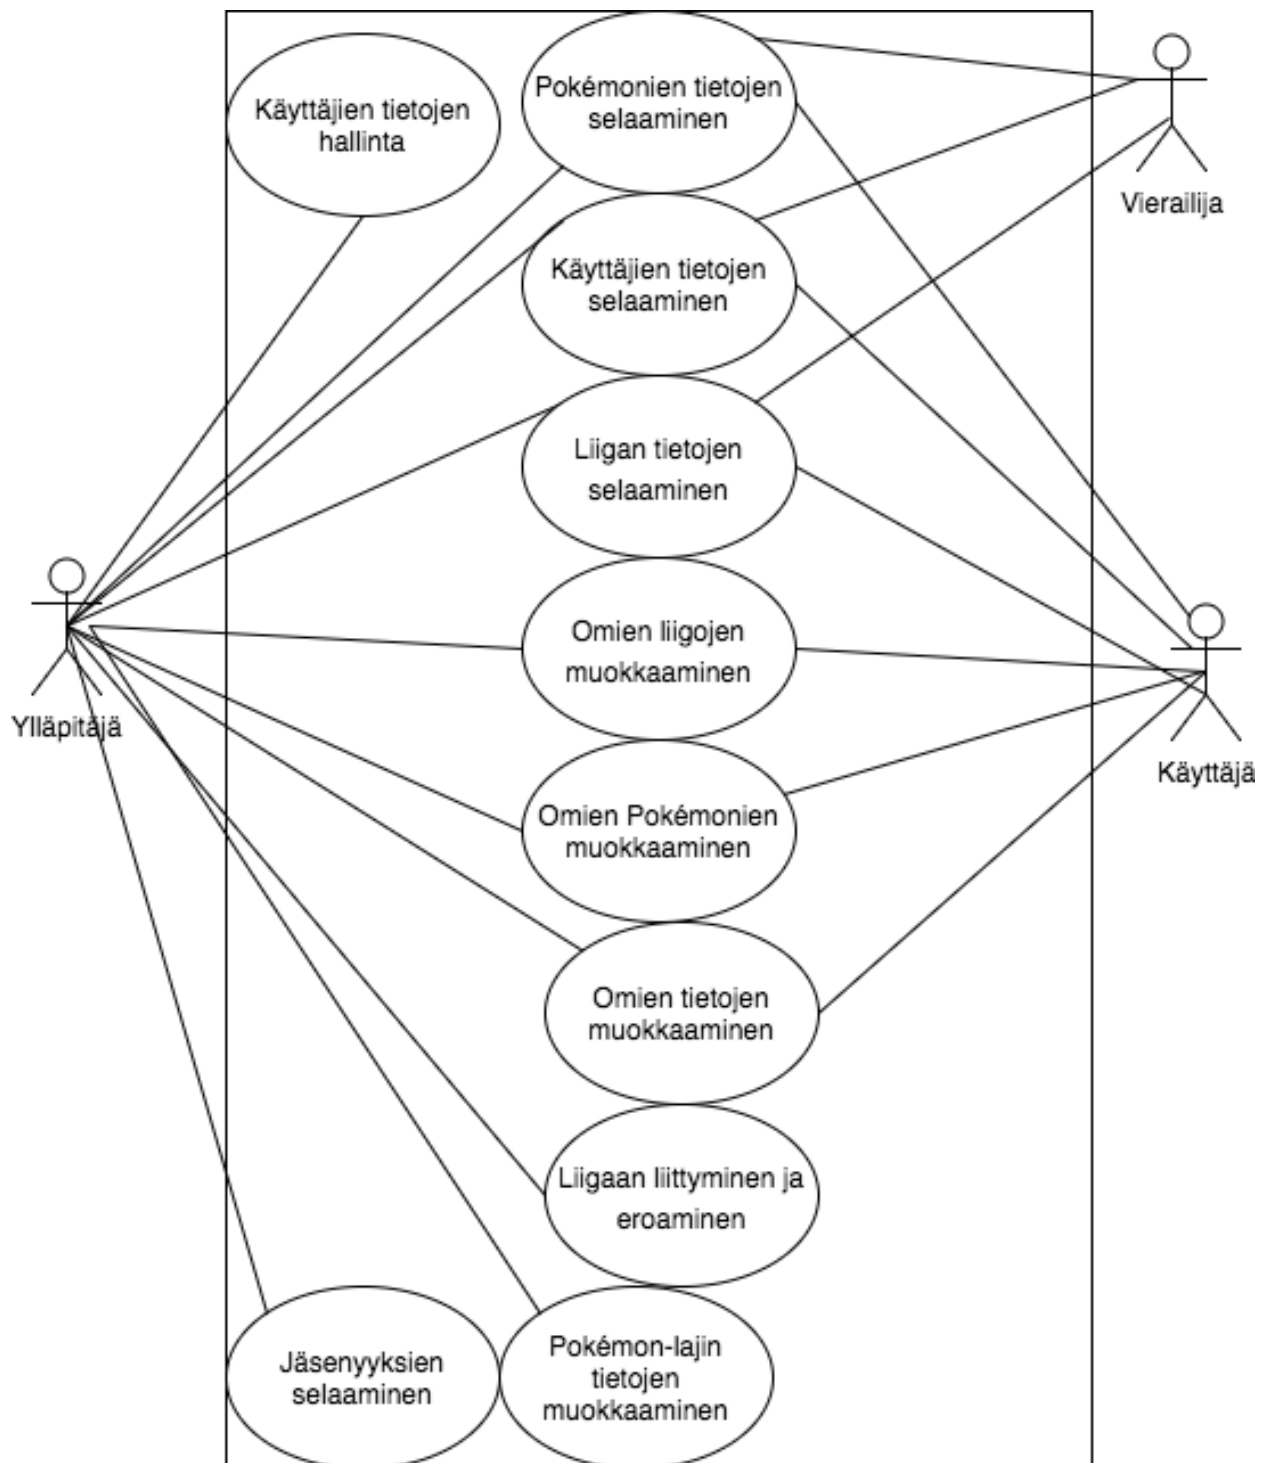 Käyttäjien tietojen
hallinta
Pokémonien tietojen
selaaminen
Vierailija
Käyttäjien tietojen
selaaminen
Liigan tietojen
selaaminen
Omien liigojen
muokkaaminen
Ylläpitäjä
Käyttäjä
Omien Pokémonien
muokkaaminen
Omien tietojen
muokkaaminen
Liigaan liittyminen ja
eroaminen
Jäsenyyksien
selaaminen
Pokémon-lajin
tietojen
muokkaaminen